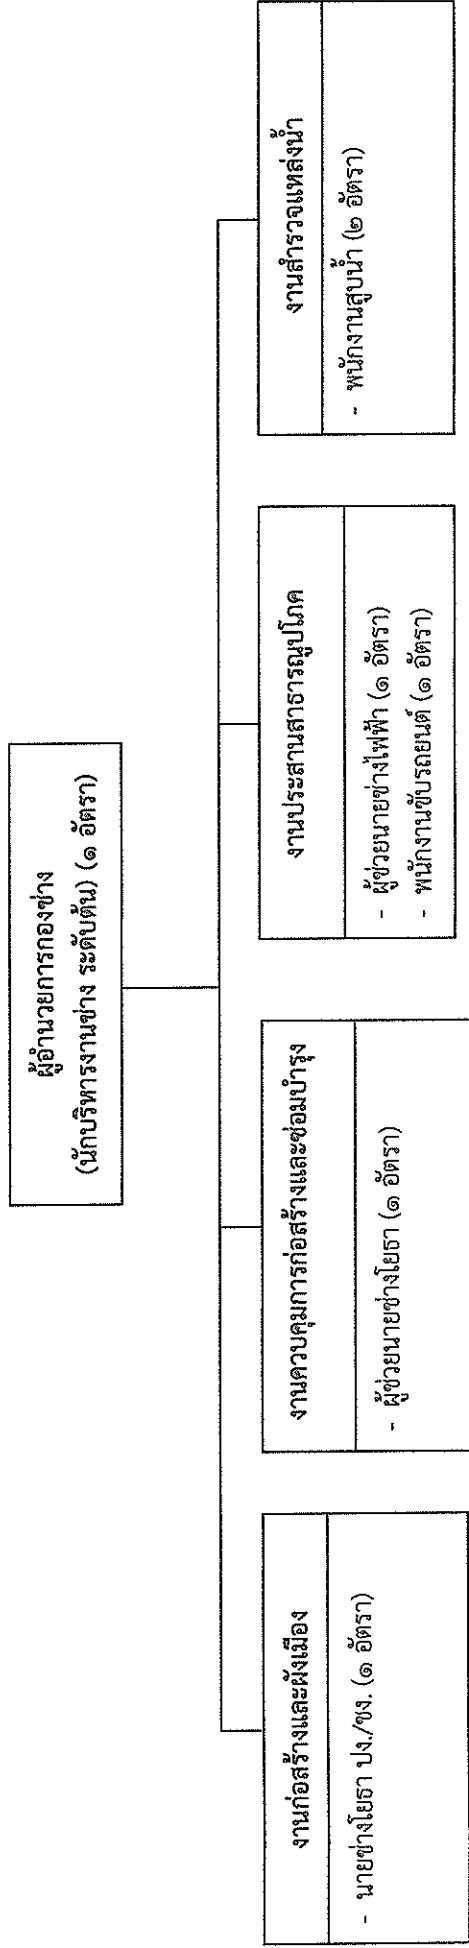 ผู้อำนวยการกองช่าง
(นักบริหารงานช่าง ระดับต้น) (๑ อัตรา)
งานก่อสร้างและผังเมือง
- นายช่างโยธา ปง./ชง. (๑ อัตรา)
งานควบคุมการก่อสร้างและซ่อมบำรุง
- ผู้ช่วยนายช่างโยธา (๑ อัตรา)
งานประสานสาธารณูปโภค
- ผู้ช่วยนายช่างไฟฟ้า (๑ อัตรา)
- พนักงานขับรถยนต์ (๑ อัตรา)
งานสำรวจแหล่งน้ำ
- พนักงานสูบน้ำ (๒ อัตรา)